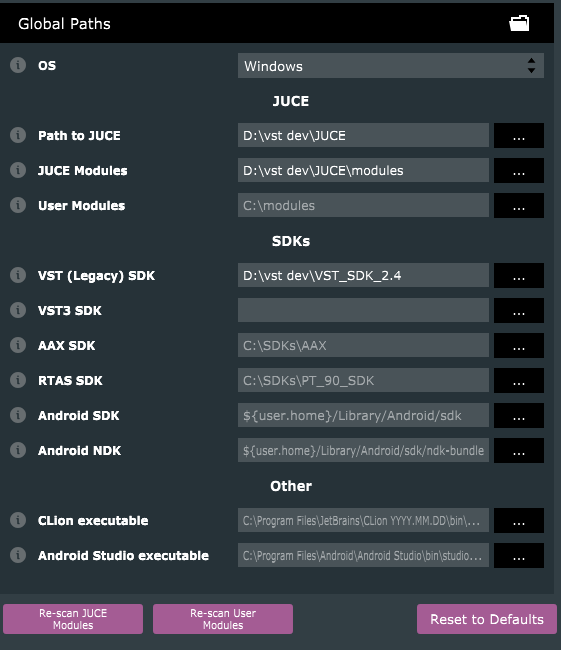 Global Paths
OS
Windows
JUCE
Path to JUCE
D:\vst dev\JUCE
...
JUCE Modules
D:\vst dev\JUCE\modules
...
User Modules
C:\modules
...
SDKs
VST (Legacy) SDK
D:\vst dev\VST_SDK_2.4
...
VST3 SDK
...
AAX SDK
C:\SDKs\AAX
...
RTAS SDK
C:\SDKs\PT_90_SDK
...
Android SDK
${user.home}/Library/Android/sdk
...
Android NDK
${user.home}/Library/Android/sdk/ndk-bundle
...
Other
CLion executable
C:\Program Files\JetBrains\CLion YYYY.MM.DD\bin\...
...
Android Studio executable
C:\Program Files\Android\Android Studio\bin\studio...
...
Re-scan JUCE
Modules
Re-scan User
Modules
Reset to Defaults